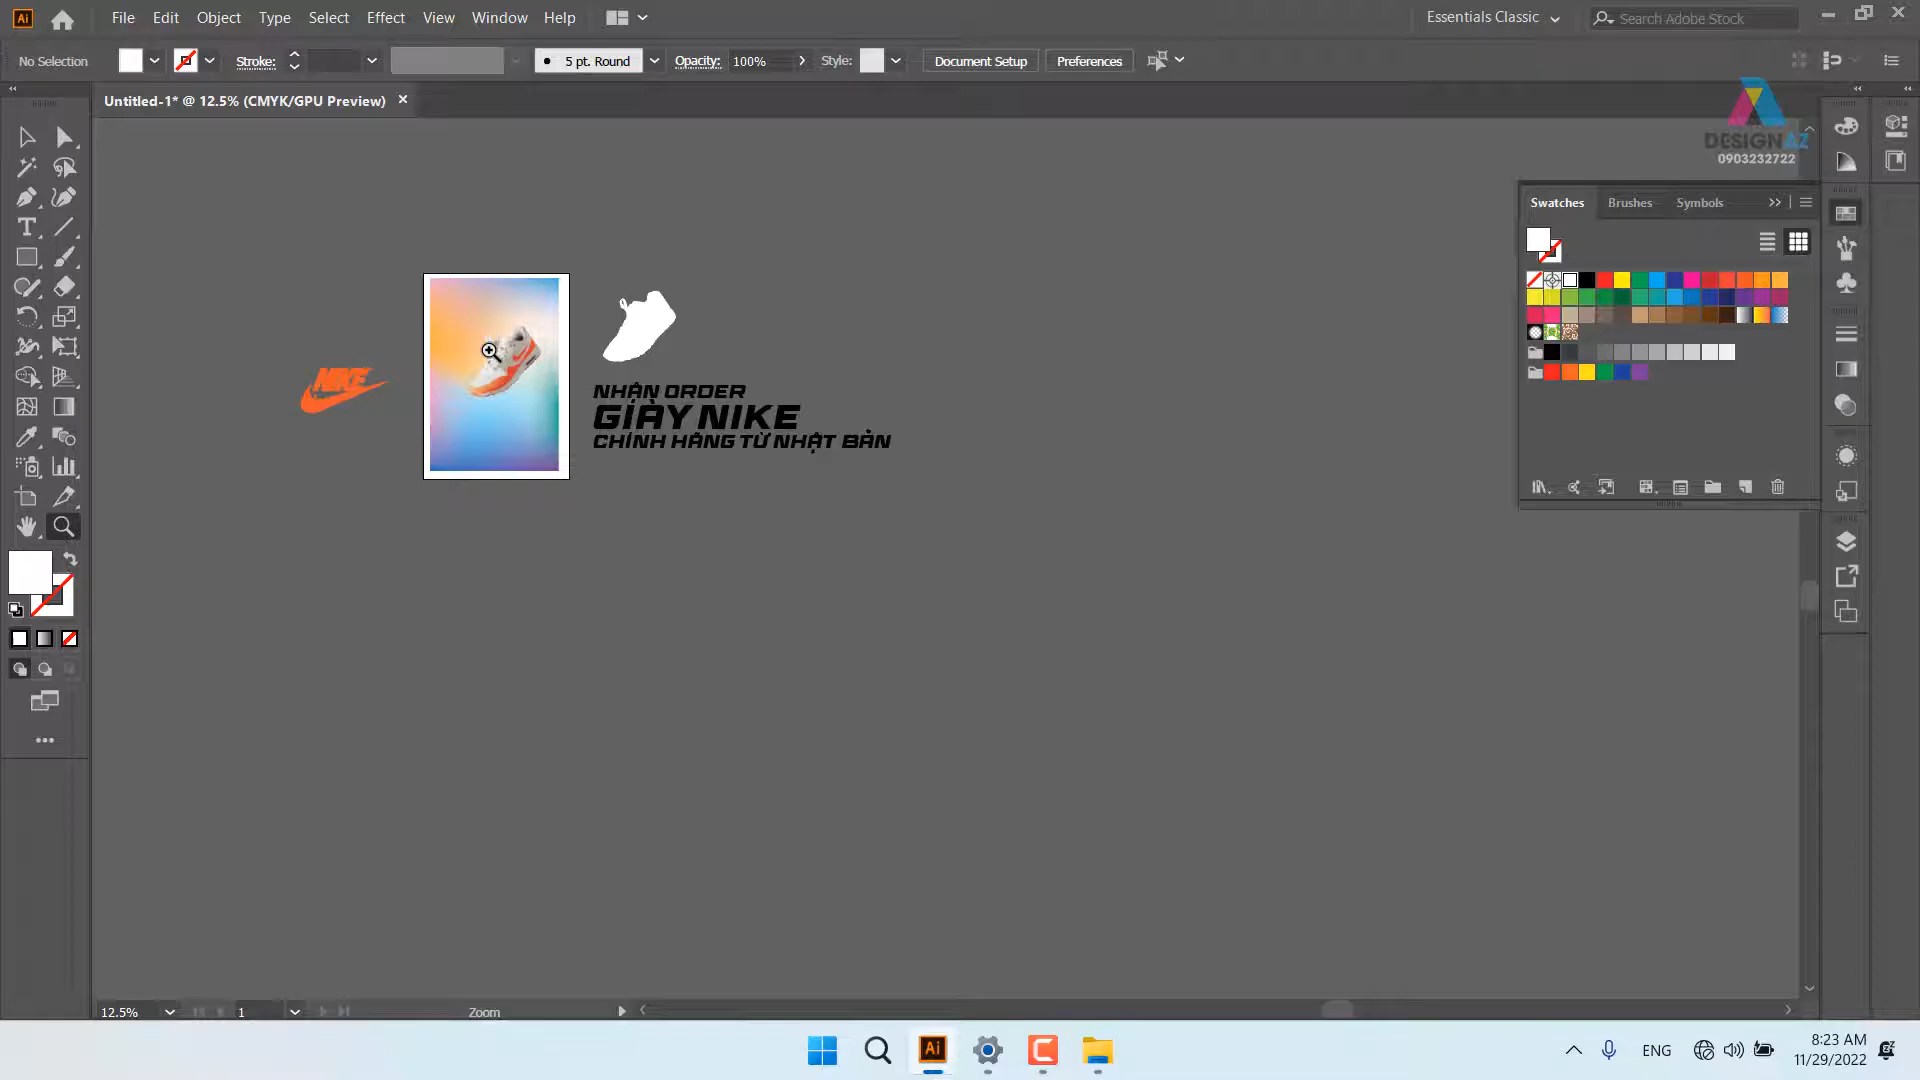 File Edit Object Type Select Effect View Window Help
Essentials Classic
Search Adobe Stock
No Selection
Stroke:
5 pt. Round
Opacity: 100%
Style:
Document Setup
Preferences
Untitled-1* @ 12.5% (CMYK/GPU Preview)
DESIGNAZ
0903232722
Swatches Brushes Symbols
NIKE
NHẬN ORDER
GIÀY NIKE
CHÍNH HÃNG TỪ NHẬT BẢN
12.5%
1
Zoom
ENG
8:23 AM
11/29/2022